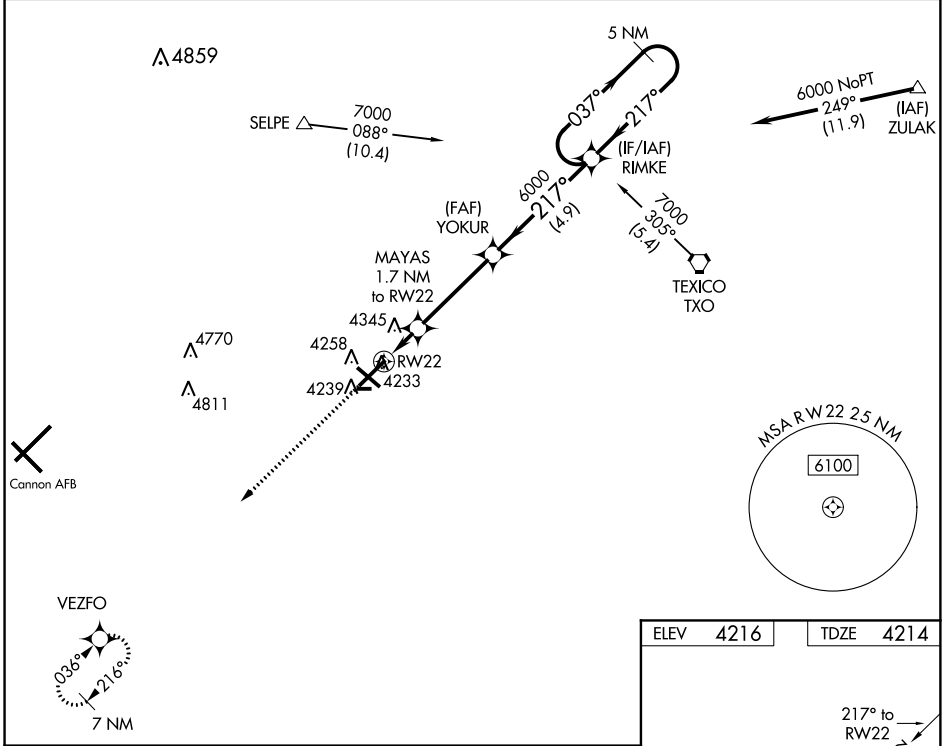 4859
SELPE
7000
088°
(10.4)
5 NM
037°
217°
6000 NoPT
249°
(11.9)
(IAF)
ZULAK
(IF/IAF)
RIMKE
6000
217°
(4.9)
(FAF)
YOKUR
7000
305°
(5.4)
TEXICO
TXO
MAYAS
1.7 NM
to RW22
4345
4770
4258
RW22
4233
4239
4811
Cannon AFB
MSA RW22 25 NM
6100
VEZFO
036°
216°
7 NM
ELEV 4216
TDZE 4214
217° to
RW22